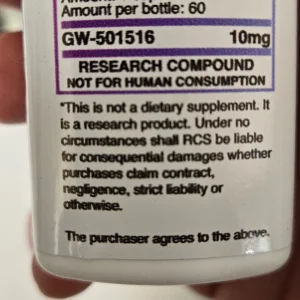 Amount per bottle: 60
GW-501516 10mg
RESEARCH COMPOUND
NOT FOR HUMAN CONSUMPTION
*This is not a dietary supplement. It
is a research product. Under no
circumstances shall RCS be liable
for consequential damages whether
purchases claim contract,
negligence, strict liability or
otherwise.
The purchaser agrees to the above.